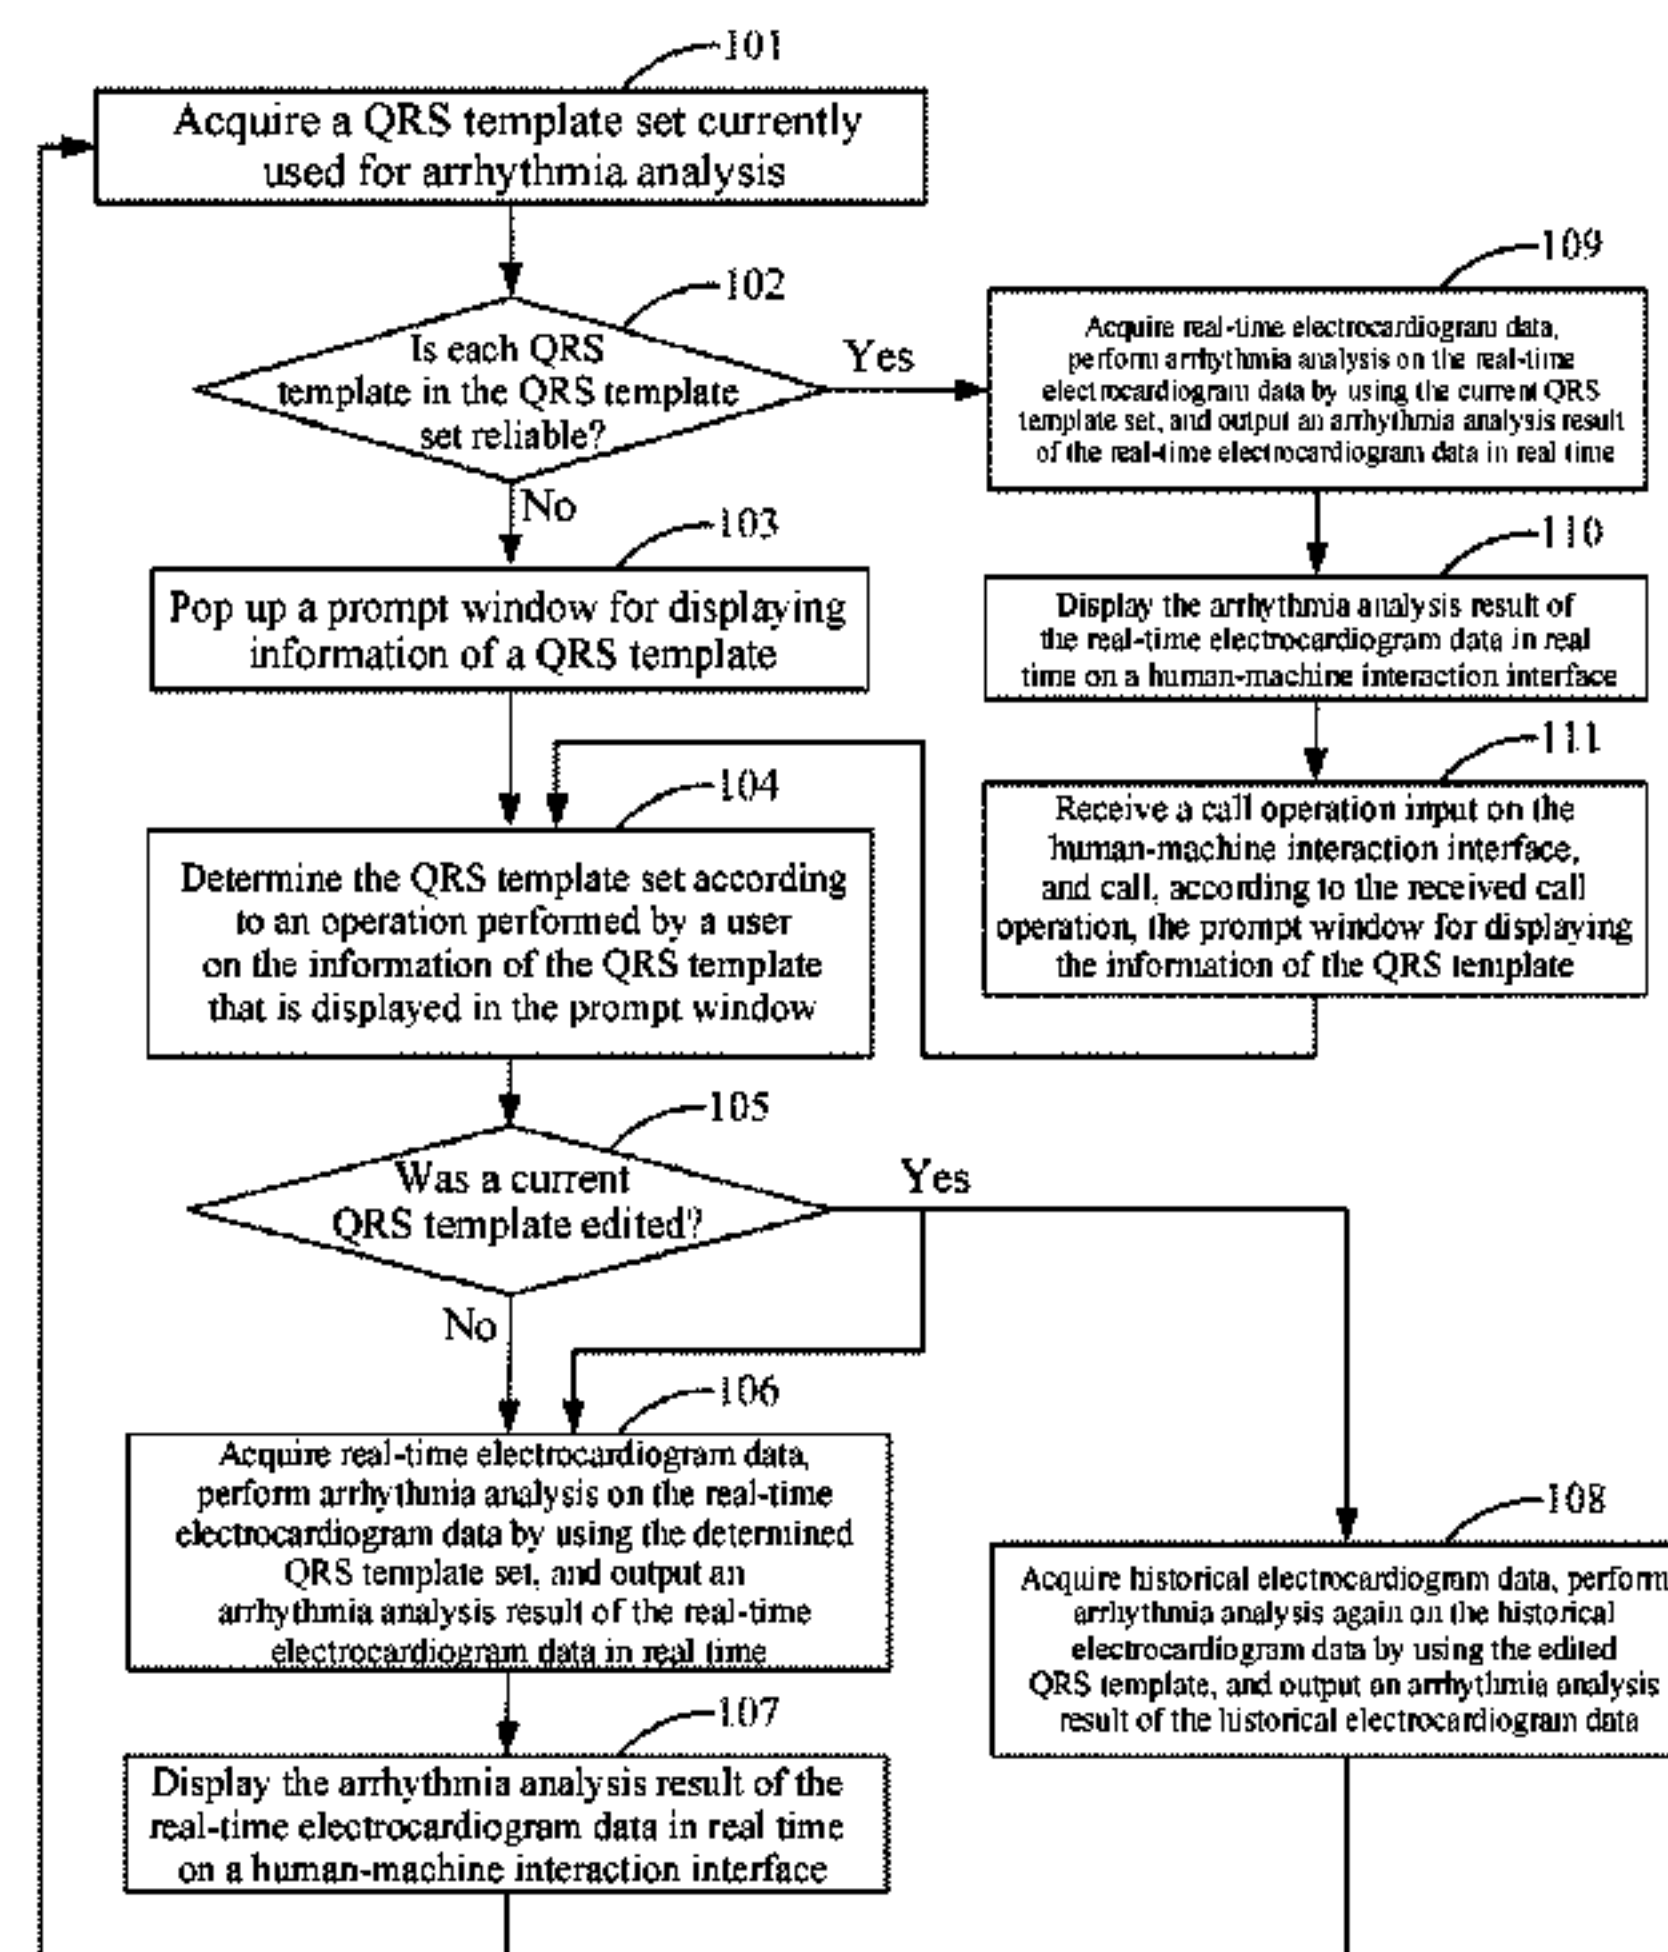 101
Acquire a QRS template set currently
used for arrhythmia analysis
102
Is each QRS
template in the QRS template
set reliable?
Yes
No
109
Acquire real-time electrocardiogram data,
perform arrhythmia analysis on the real-time
electrocardiogram data by using the current QRS
template set, and output an arrhythmia analysis result
of the real-time electrocardiogram data in real time
103
Pop up a prompt window for displaying
information of a QRS template
110
Display the arrhythmia analysis result of
the real-time electrocardiogram data in real
time on a human-machine interaction interface
111
Receive a call operation input on the
human-machine interaction interface,
and call, according to the received call
operation, the prompt window for displaying
the information of the QRS template
104
Determine the QRS template set according
to an operation performed by a user
on the information of the QRS template
that is displayed in the prompt window
105
Was a current
QRS template edited?
Yes
No
106
Acquire real-time electrocardiogram data,
perform arrhythmia analysis on the real-time
electrocardiogram data by using the determined
QRS template set, and output an
arrhythmia analysis result of the real-time
electrocardiogram data in real time
108
Acquire historical electrocardiogram data, perform
arrhythmia analysis again on the historical
electrocardiogram data by using the edited
QRS template, and output an arrhythmia analysis
result of the historical electrocardiogram data
107
Display the arrhythmia analysis result of the
real-time electrocardiogram data in real time
on a human-machine interaction interface